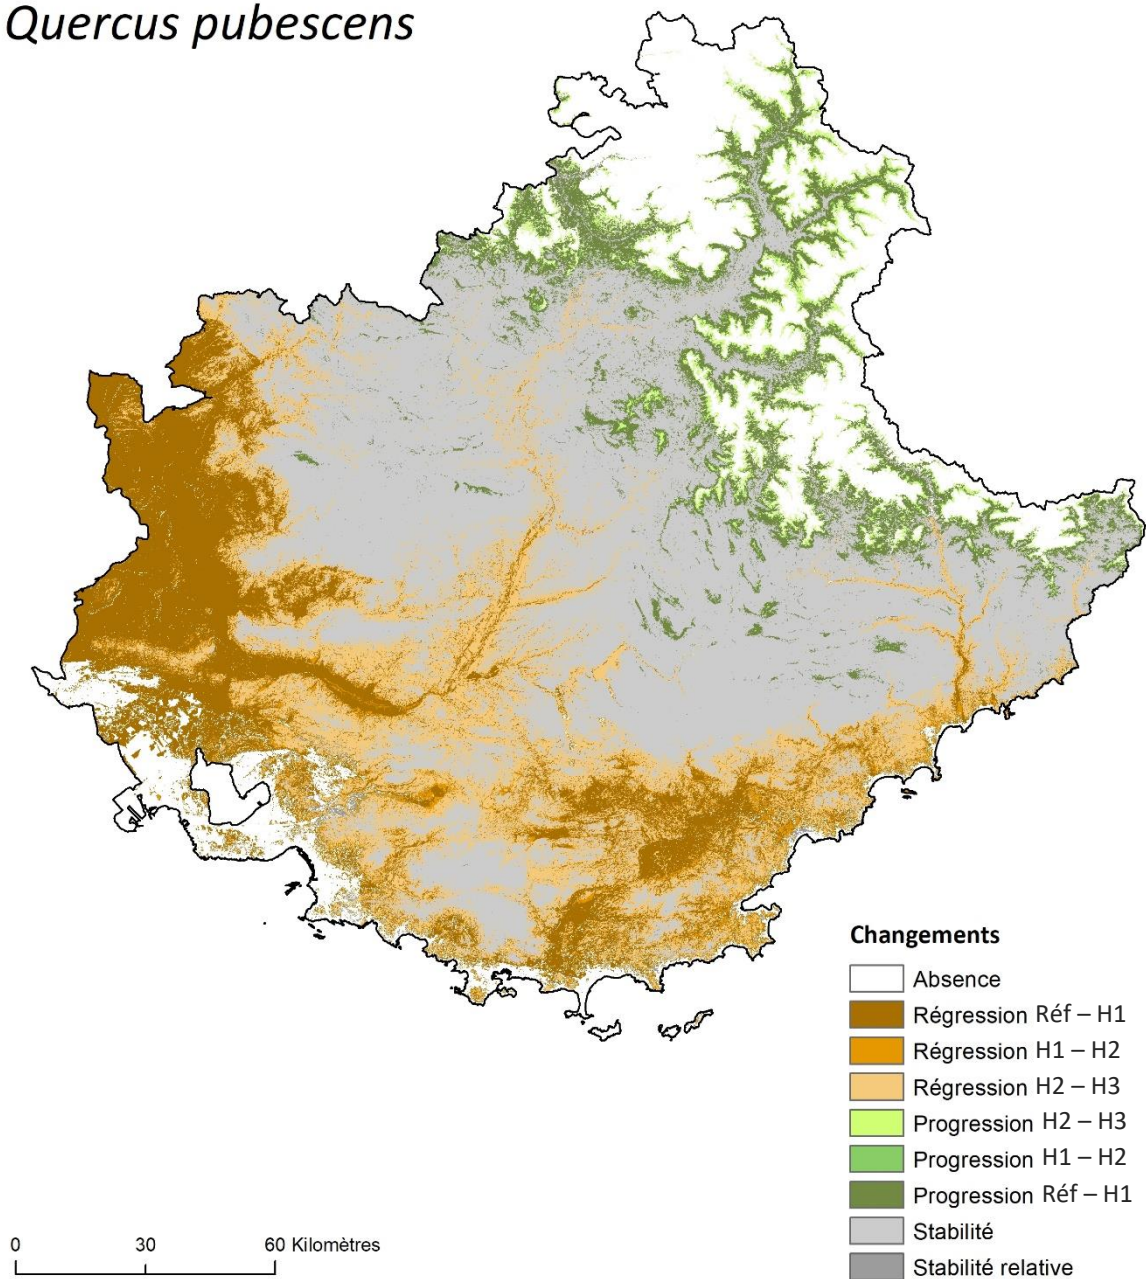 Quercus pubescens
Changements
Absence
Régression Réf – H1
Régression H1 – H2
Régression H2 – H3
Progression H2 – H3
Progression H1 – H2
Progression Réf – H1
Stabilité
Stabilité relative
0 30 60 Kilomètres